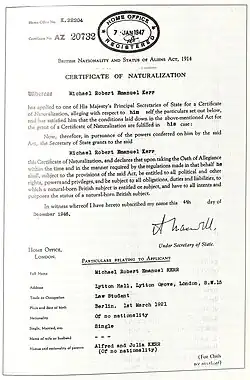 Home Office No. K.28204
HOME OFFICE
7 JAN 1947
REGISTERED
Certificate No. AZ 20732
BRITISH NATIONALITY AND STATUS OF ALIENS ACT, 1914
CERTIFICATE OF NATURALIZATION
Whereas Michael Robert Emanuel Kerr
has applied to one of His Majesty's Principal Secretaries of State for a Certificate
of Naturalization, alleging with respect to him self the particulars set out below,
and has satisfied him that the conditions laid down in the above-mentioned Act for
the grant of a Certificate of Naturalization are fulfilled in his case:
Now, therefore, in pursuance of the powers conferred on him by the said
Act, the Secretary of State grants to the said
Michael Robert Emanuel Kerr
this Certificate of Naturalization, and declares that upon taking the Oath of Allegiance
within the time and in the manner required by the regulations made in that behalf he
shall, subject to the provisions of the said Act, be entitled to all political and other
rights, powers and privileges, and be subject to all obligations, duties and liabilities, to
which a natural-born British subject is entitled or subject, and have to all intents and
purposes the status of a natural-born British subject.
In witness whereof I have hereto subscribed my name this 4th day of
December 1946.
Under Secretary of State.
HOME OFFICE,
LONDON.
PARTICULARS RELATING TO APPLICANT
Full Name Michael Robert Emanuel KERR
Address Lytton Hall, Lytton Grove, London, S.W.15
Trade or Occupation Law Student
Place and date of birth Berlin. 1st March 1921
Nationality Of no nationality
Single, Married, etc. Single
Name of wife or husband - - -
Names and nationality of parents Alfred and Julia KERR
(Of no nationality)
(For Oath
see overleaf)